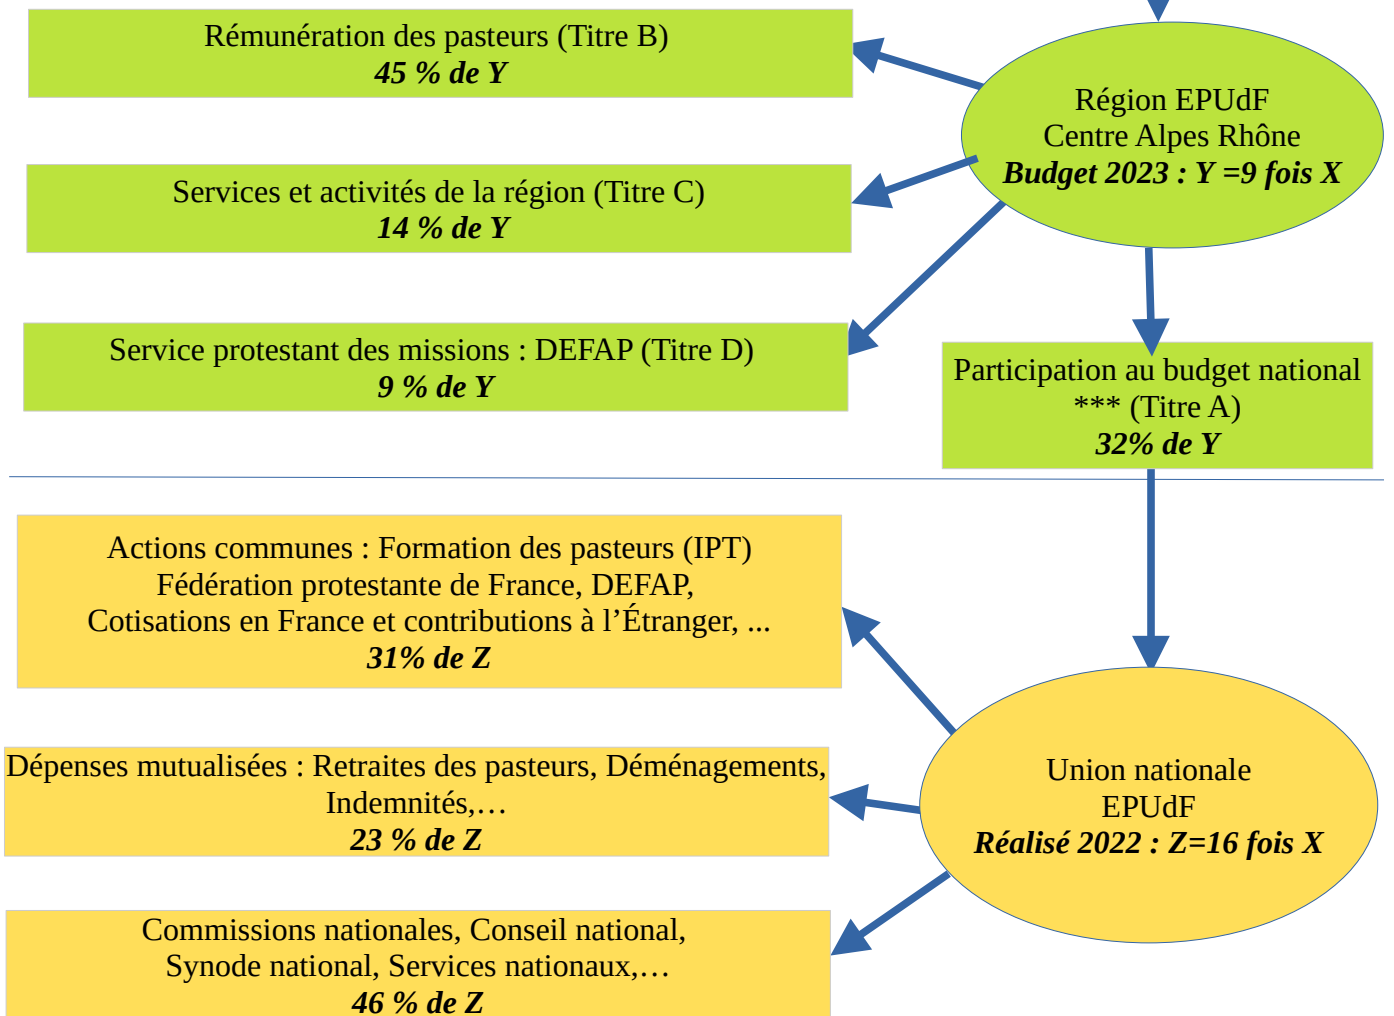 Rémunération des pasteurs (Titre B)
45 % de Y
Région EPUdF
Centre Alpes Rhône
Budget 2023 : Y =9 fois X
Services et activités de la région (Titre C)
14 % de Y
Service protestant des missions : DEFAP (Titre D)
9 % de Y
Participation au budget national
*** (Titre A)
32% de Y
Actions communes : Formation des pasteurs (IPT)
Fédération protestante de France, DEFAP,
Cotisations en France et contributions à l’Étranger, ...
31% de Z
Dépenses mutualisées : Retraites des pasteurs, Déménagements,
Indemnités,…
23 % de Z
Union nationale
EPUdF
Réalisé 2022 : Z=16 fois X
Commissions nationales, Conseil national,
Synode national, Services nationaux,…
46 % de Z